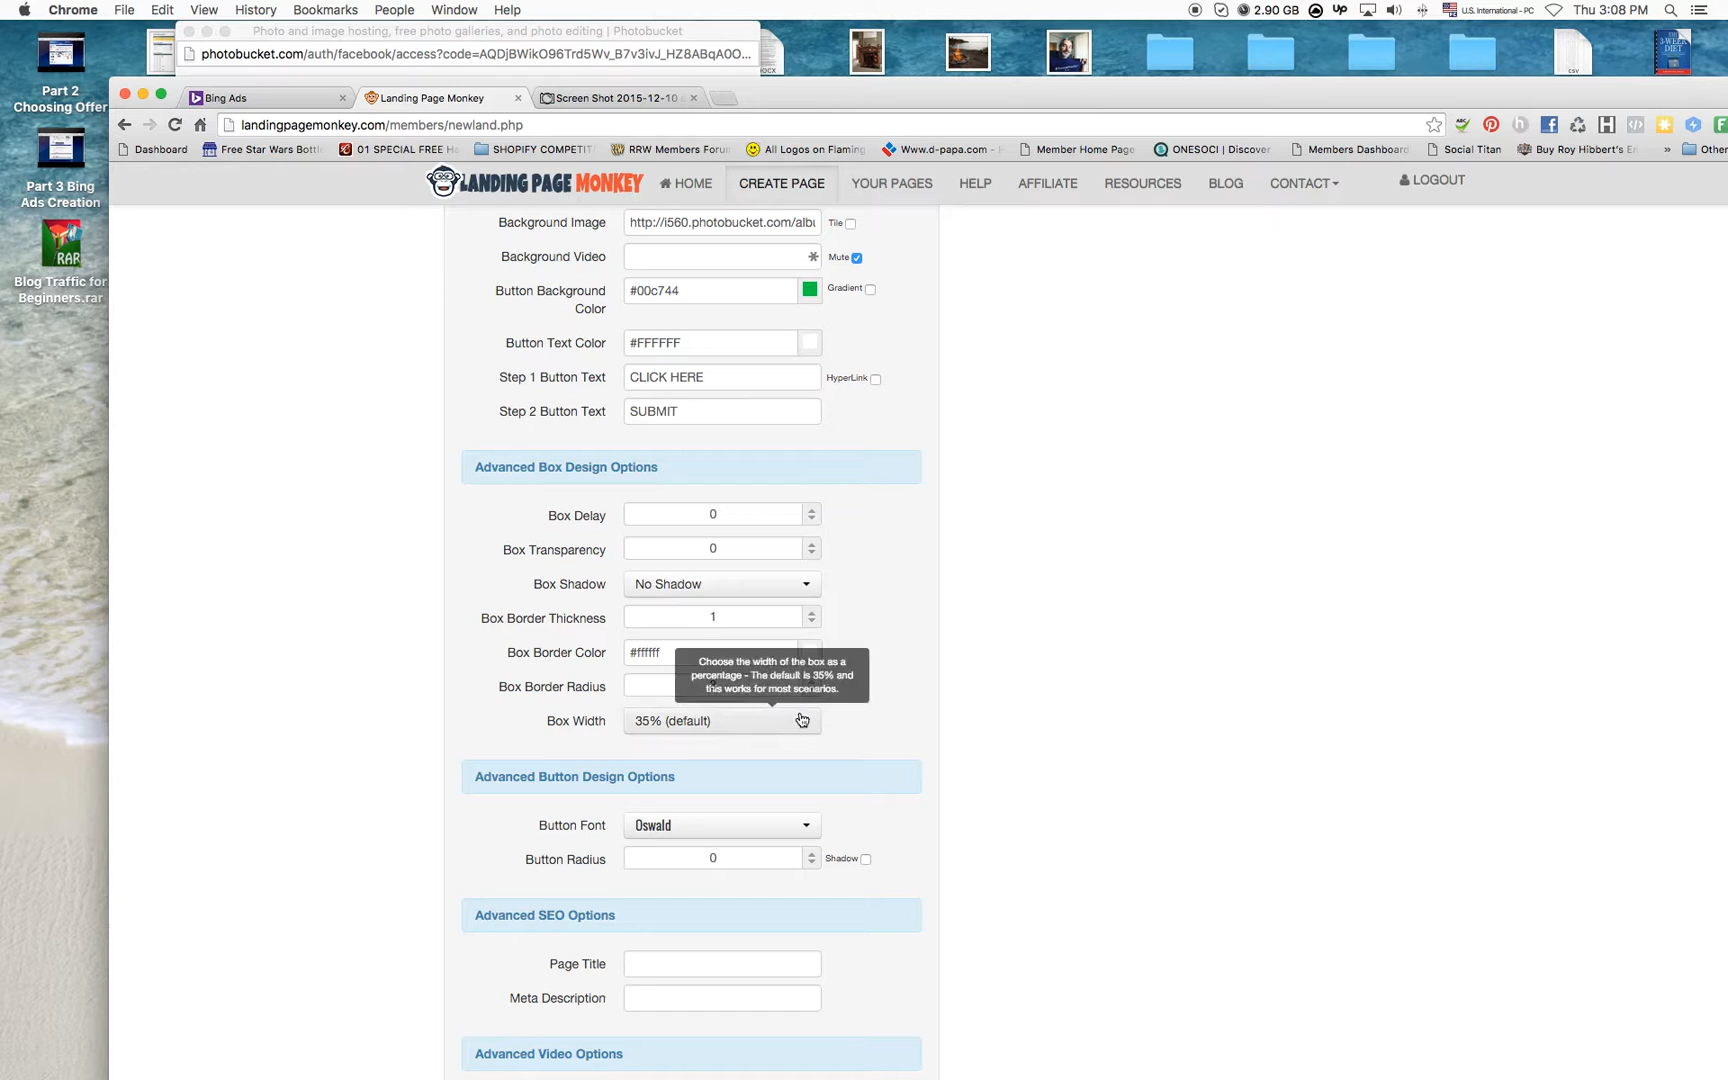 Chrome File Edit View History Bookmarks People Window Help 2.90 GB UP U.S. International - PC Thu 3:08 PM
Photo and image hosting, free photo galleries, and photo editing | Photobucket
photobucket.com/auth/facebook/access?code=AQDjBWikO96Trd5Wv_B7v3ivJ_HZ8ABqAOO...
DOCX
CSV
Part 2
Choosing Offer
Part 3 Bing
Ads Creation
RAR
Blog Traffic for
Beginners.rar
Bing Ads
Landing Page Monkey
Screen Shot 2015-12-10
landingpagemonkey.com/members/newland.php
Dashboard Free Star Wars Bottl 01 SPECIAL FREE Ha SHOPIFY COMPETIT RRW Members Forum All Logos on Flaming Www.d-papa.com - Member Home Page ONESOCI | Discover Members Dashboard Social Titan Buy Roy Hibbert's En » Other
LANDING PAGE MONKEY HOME CREATE PAGE YOUR PAGES HELP AFFILIATE RESOURCES BLOG CONTACT LOGOUT
Background Image http://i560.photobucket.com/albu Tile
Background Video Mute
Button Background
Color
#00c744 Gradient
Button Text Color #FFFFFF
Step 1 Button Text CLICK HERE HyperLink
Step 2 Button Text SUBMIT
Advanced Box Design Options
Box Delay 0
Box Transparency 0
Box Shadow No Shadow
Box Border Thickness 1
Box Border Color #ffffff
Choose the width of the box as a
percentage - The default is 35% and
this works for most scenarios.
Box Border Radius
Box Width 35% (default)
Advanced Button Design Options
Button Font Oswald
Button Radius 0 Shadow
Advanced SEO Options
Page Title
Meta Description
Advanced Video Options